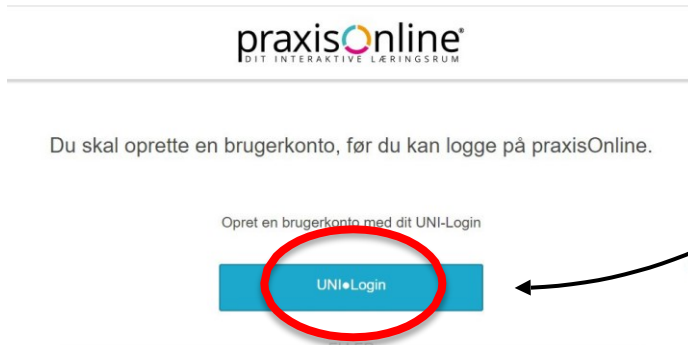 praxisOnline®
DIT INTERAKTIVE LÆRINGSRUM
Du skal oprette en brugerkonto, før du kan logge på praxisOnline.
Opret en brugerkonto med dit UNI-Login
UNI●Login